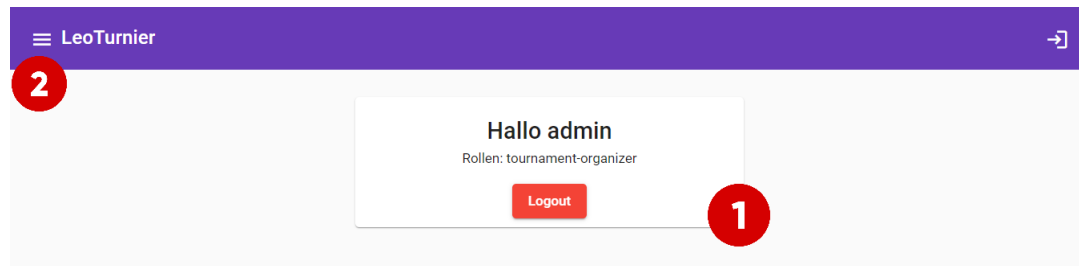 LeoTurnier
2
Hallo admin
Rollen: tournament-organizer
Logout
1